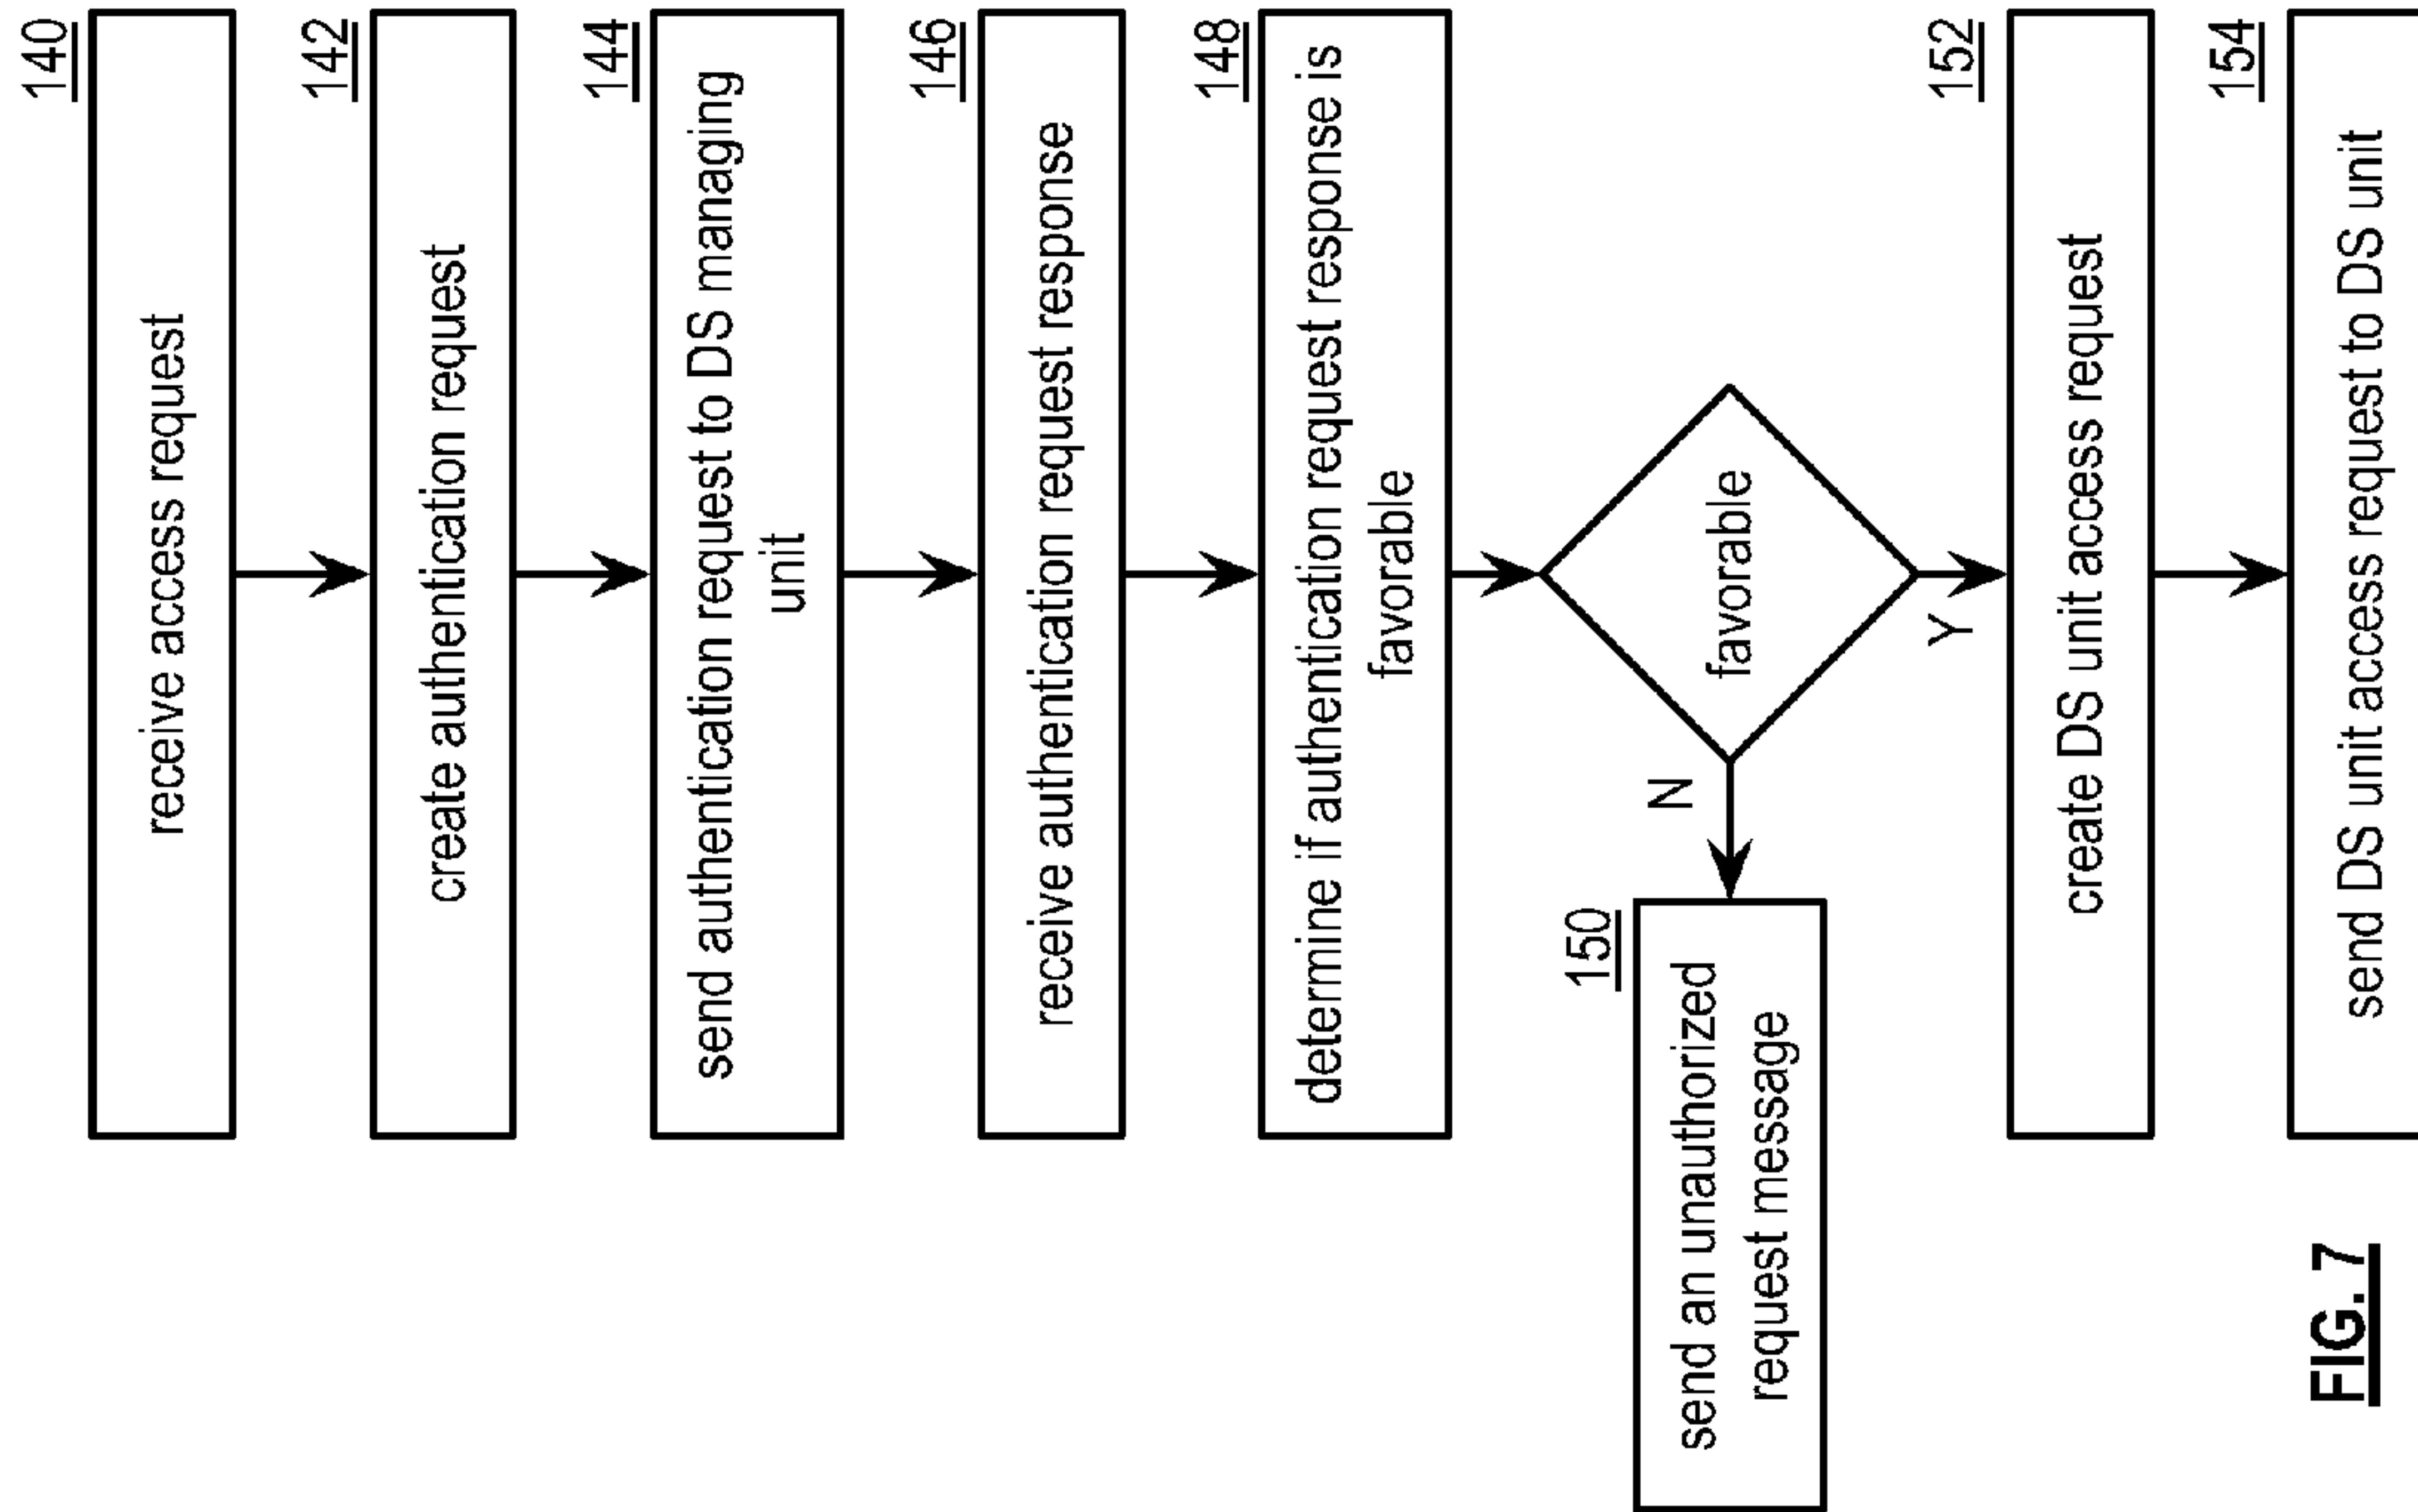 140
receive access request
142
create authentication request
144
send authentication request to DS managing
unit
146
receive authentication request response
148
determine if authentication request response is
favorable
favorable
N
Y
150
send an unauthorized
request message
152
create DS unit access request
154
send DS unit access request to DS unit
FIG. 7